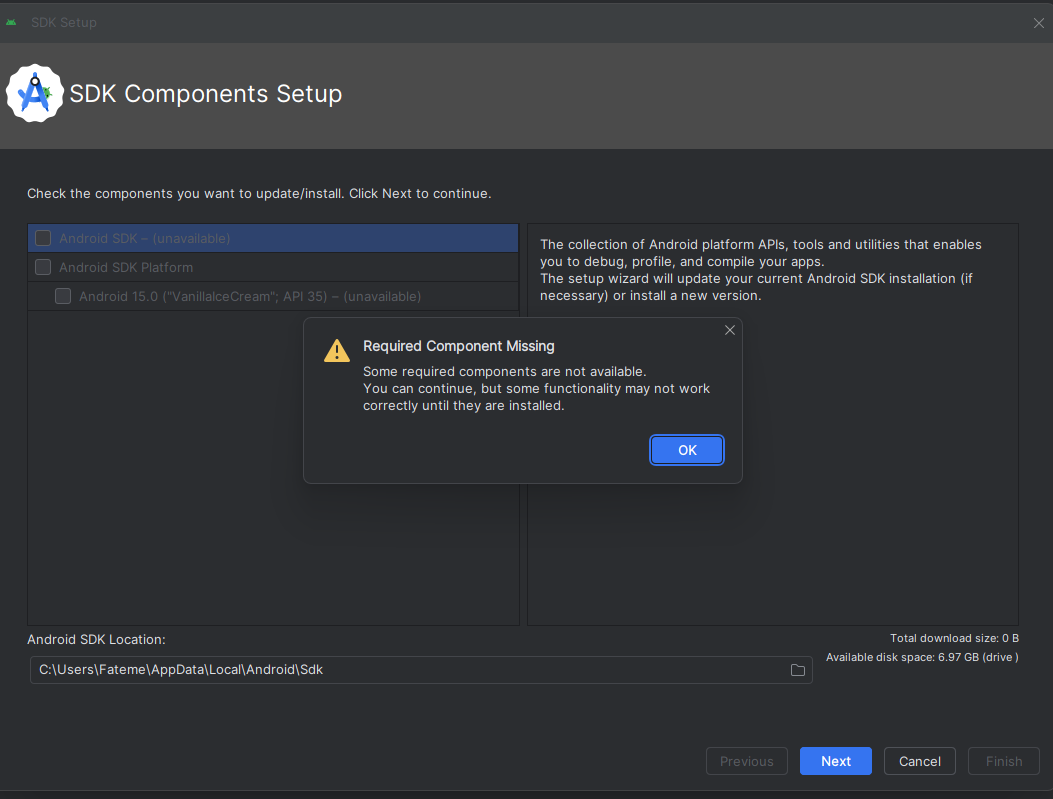 SDK Setup
SDK Components Setup
Check the components you want to update/install. Click Next to continue.
Android SDK – (unavailable)
Android SDK Platform
Android 15.0 ("VanillaIceCream"; API 35) – (unavailable)
The collection of Android platform APIs, tools and utilities that enables
you to debug, profile, and compile your apps.
The setup wizard will update your current Android SDK installation (if
necessary) or install a new version.
Required Component Missing
Some required components are not available.
You can continue, but some functionality may not work
correctly until they are installed.
OK
Android SDK Location:
Total download size: 0 B
Available disk space: 6.97 GB (drive )
C:\Users\Fateme\AppData\Local\Android\Sdk
Previous
Next
Cancel
Finish